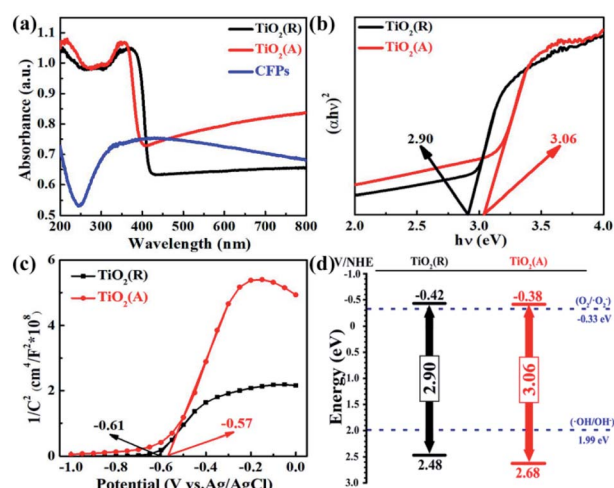 (a)
TiO2(R)
TiO2(A)
CFPs
Absorbance (a.u.)
1.1
1.0
0.9
0.8
0.7
0.6
0.5
200 300 400 500 600 700 800
Wavelength (nm)
(b)
TiO2(R)
TiO2(A)
(αhν)2
2.90
3.06
2.0 2.5 3.0 3.5 4.0
hν (eV)
(c)
TiO2(R)
TiO2(A)
1/C2 (cm4/F2*108)
6
4
2
0
-0.61
-0.57
-1.0 -0.8 -0.6 -0.4 -0.2 0.0
Potential (V vs.Ag/AgCl)
(d)
V/NHE TiO2(R) TiO2(A)
Energy (eV)
-1.0
-0.5
0
0.5
1.0
1.5
2.0
2.5
3.0
-0.42
2.90
2.48
-0.38
3.06
2.68
(O2/·O2-)
-0.33 eV
(·OH/OH-)
1.99 eV